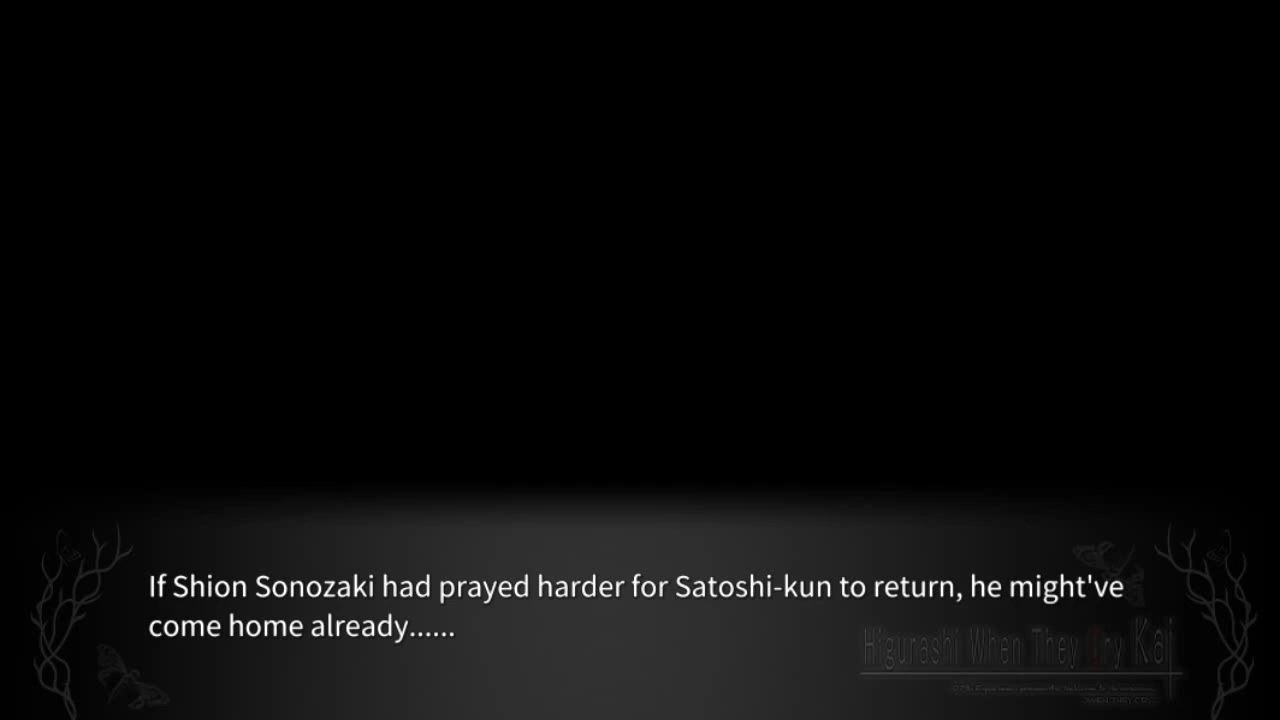 If Shion Sonozaki had prayed harder for Satoshi-kun to return, he might've
come home already......
Higurashi When They Cry Kai